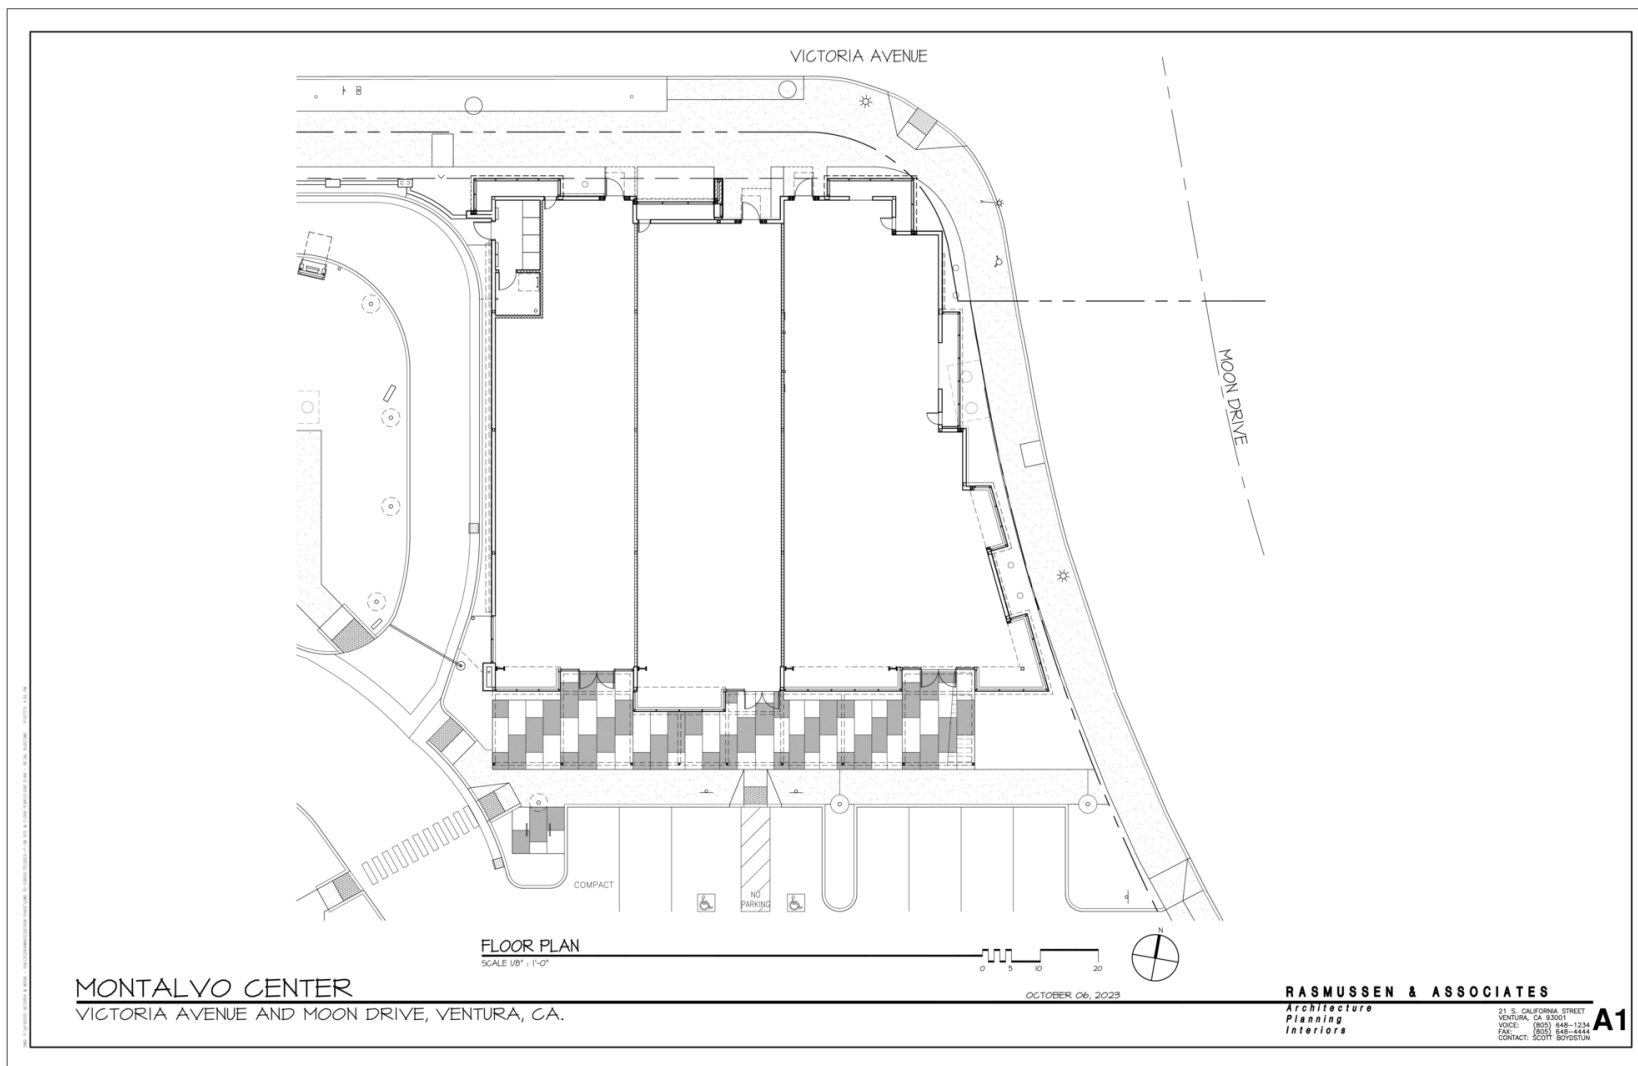 VICTORIA AVENUE
MOON DRIVE
COMPACT
NO
PARKING
FLOOR PLAN
SCALE 1/8" : 1'-0"
0 5 10 20
N
MONTALVO CENTER
OCTOBER 06, 2023
VICTORIA AVENUE AND MOON DRIVE, VENTURA, CA.
RASMUSSEN & ASSOCIATES
Architecture
Planning
Interiors
21 S. CALIFORNIA STREET
VENTURA, CA 93001
VOICE: (805) 648-1234
FAX: (805) 648-4444
CONTACT: SCOTT BOYDSTUN
A1